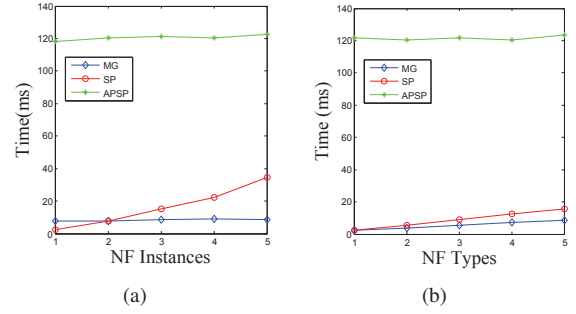 140
120
100
80
60
40
20
0
Time(ms)
MG
SP
APSP
1 2 3 4 5
NF Instances
(a)
140
120
100
80
60
40
20
0
Time (ms)
MG
SP
APSP
1 2 3 4 5
NF Types
(b)